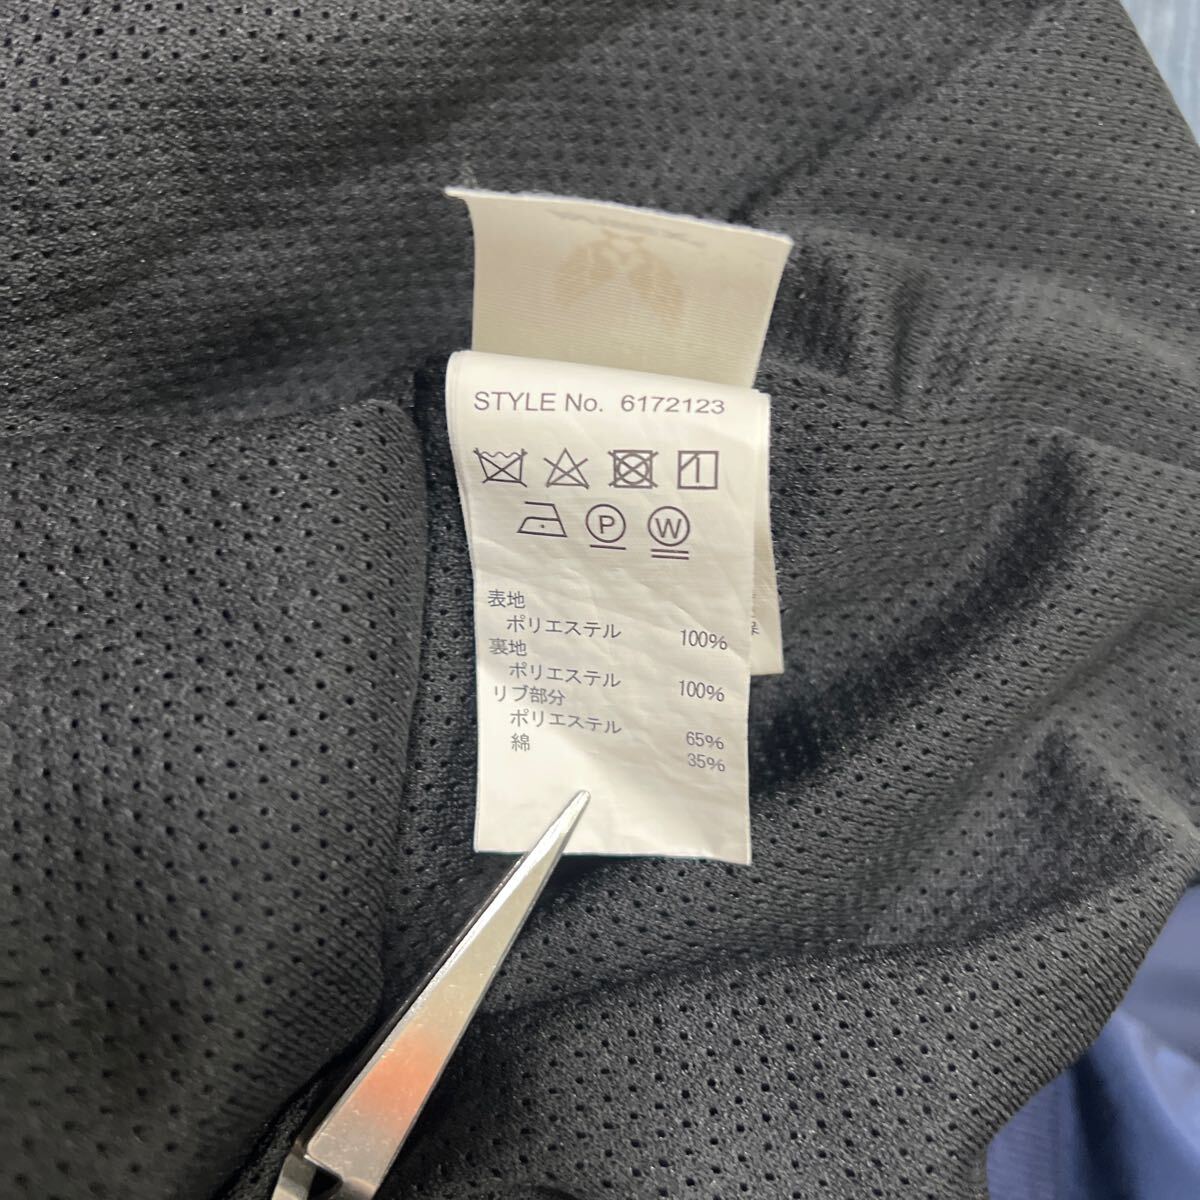 STYLE No. 6172123
P W
表地
ポリエステル 100%
裏地
ポリエステル 100%
リブ部分
ポリエステル 65%
綿 35%